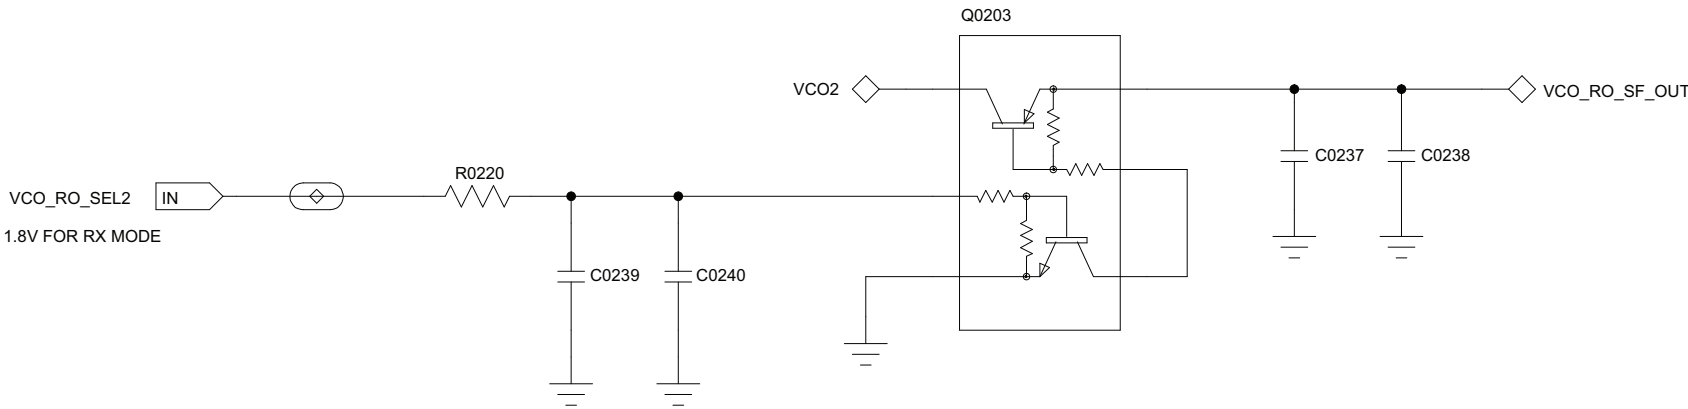 Q0203
VCO2
VCO_RO_SF_OUT
C0237
C0238
R0220
VCO_RO_SEL2
IN
1.8V FOR RX MODE
C0239
C0240